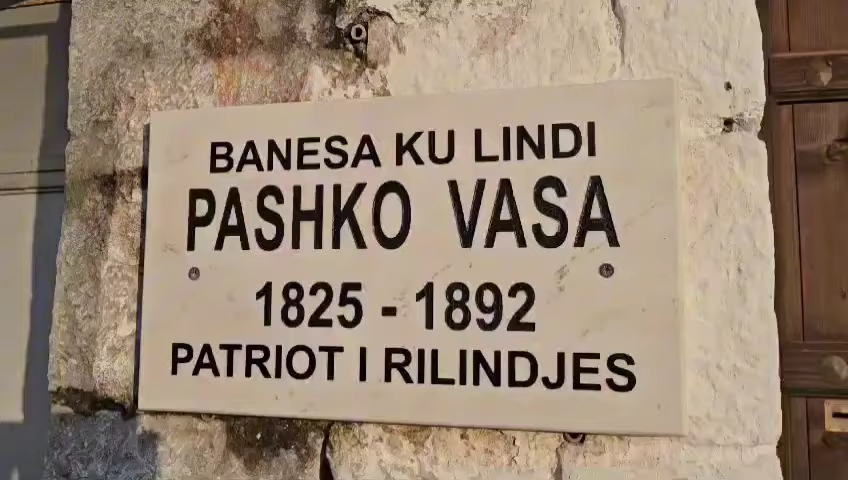 BANESA KU LINDI
PASHKO VASA
1825 - 1892
PATRIOT I RILINDJES